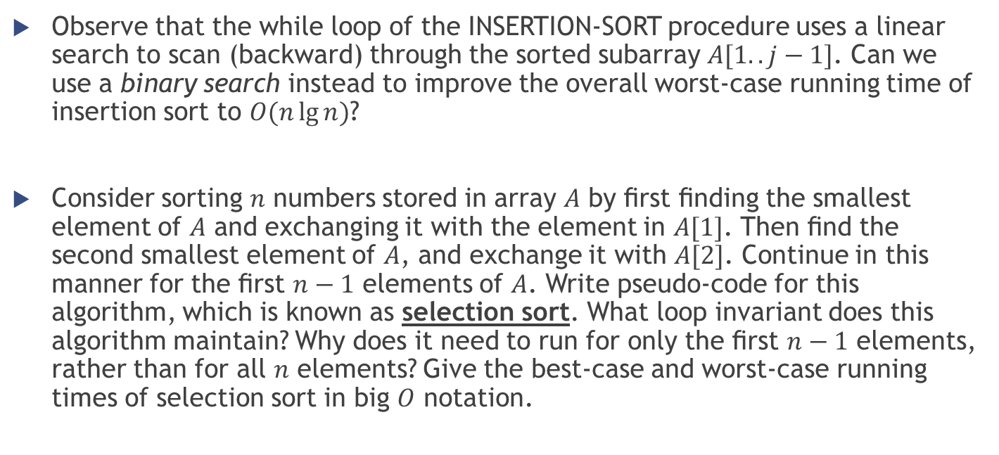 Observe that the while loop of the INSERTION-SORT procedure uses a linear
search to scan (backward) through the sorted subarray A[1..j − 1]. Can we
use a binary search instead to improve the overall worst-case running time of
insertion sort to O(n lg n)?
Consider sorting n numbers stored in array A by first finding the smallest
element of A and exchanging it with the element in A[1]. Then find the
second smallest element of A, and exchange it with A[2]. Continue in this
manner for the first n − 1 elements of A. Write pseudo-code for this
algorithm, which is known as selection sort. What loop invariant does this
algorithm maintain? Why does it need to run for only the first n − 1 elements,
rather than for all n elements? Give the best-case and worst-case running
times of selection sort in big O notation.